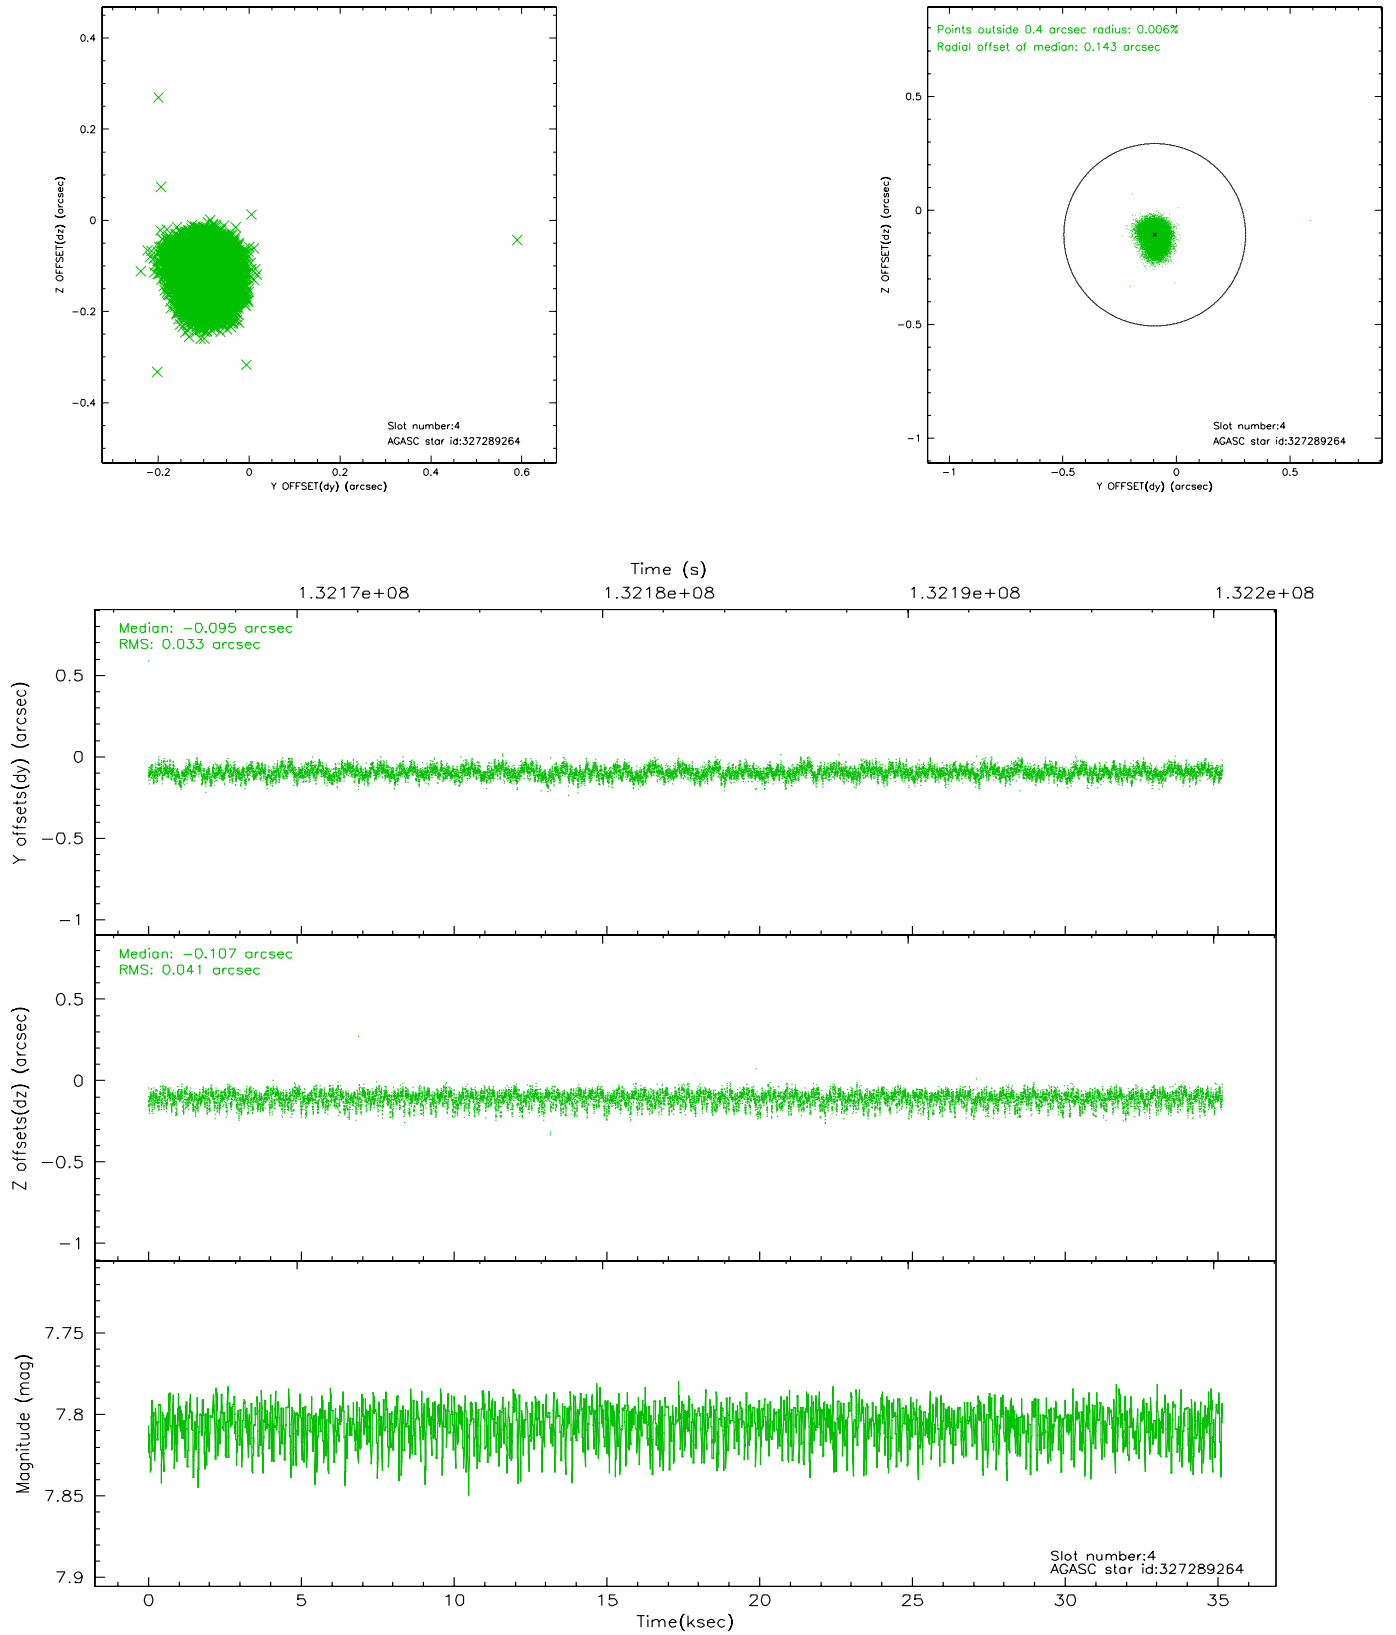 0.4
0.2
0
-0.2
-0.4
Z OFFSET(dz) (arcsec)
Slot number:4
AGASC star id:327289264
-0.2
0
0.2
0.4
0.6
Y OFFSET(dy) (arcsec)
Points outside 0.4 arcsec radius: 0.006%
Radial offset of median: 0.143 arcsec
0.5
0
-0.5
-1
Z OFFSET(dz) (arcsec)
Slot number:4
AGASC star id:327289264
-1
-0.5
0
0.5
Y OFFSET(dy) (arcsec)
Time (s)
1.3217e+08
1.3218e+08
1.3219e+08
1.322e+08
Median: -0.095 arcsec
RMS: 0.033 arcsec
0.5
0
-0.5
-1
Y offsets(dy) (arcsec)
Median: -0.107 arcsec
RMS: 0.041 arcsec
0.5
0
-0.5
-1
Z offsets(dz) (arcsec)
7.75
7.8
7.85
7.9
Magnitude (mag)
Slot number:4
AGASC star id:327289264
0
5
10
15
20
25
30
35
Time(ksec)